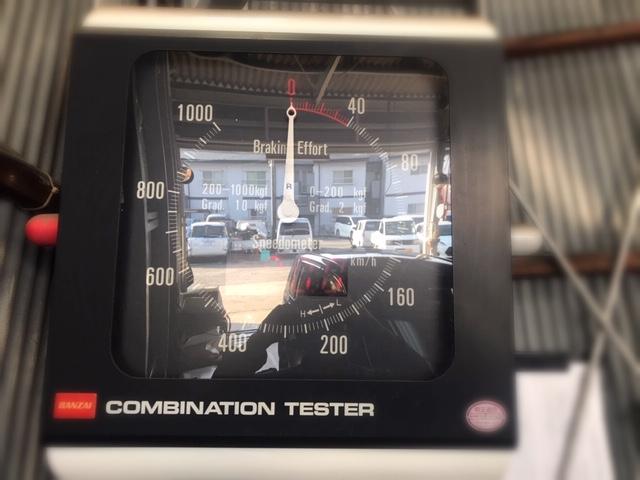 0
1000
40
Braking Effort
80
800
200-1000kgf
0-200 kgf
Grad. 10 kgf
Grad. 2 kgf
R
Speedometer
km/h
600
160
H←|→L
400
200
BANZAI
COMBINATION TESTER